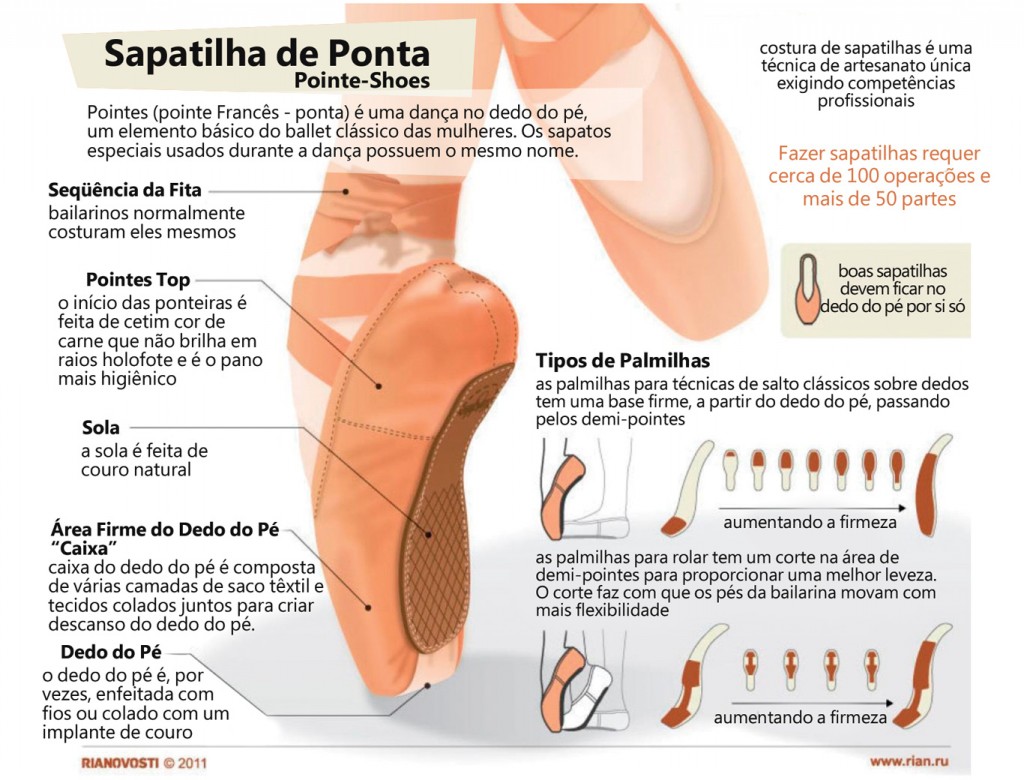 Sapatilha de Ponta
Pointe-Shoes
Pointes (pointe Francês - ponta) é uma dança no dedo do pé,
um elemento básico do ballet clássico das mulheres. Os sapatos
especiais usados durante a dança possuem o mesmo nome.
costura de sapatilhas é uma
técnica de artesanato única
exigindo competências
profissionais
Fazer sapatilhas requer
cerca de 100 operações e
mais de 50 partes
boas sapatilhas
devem ficar no
dedo do pé por si só
Seqüência da Fita
bailarinos normalmente
costuram eles mesmos
Pointes Top
o início das ponteiras é
feita de cetim cor de
carne que não brilha em
raios holofote e é o pano
mais higiênico
Sola
a sola é feita de
couro natural
Área Firme do Dedo do Pé
“Caixa”
caixa do dedo do pé é composta
de várias camadas de saco têxtil e
tecidos colados juntos para criar
descanso do dedo do pé.
Dedo do Pé
o dedo do pé é, por
vezes, enfeitada com
fios ou colado com um
implante de couro
Tipos de Palmilhas
as palmilhas para técnicas de salto clássicos sobre dedos
tem uma base firme, a partir do dedo do pé, passando
pelos demi-pointes
aumentando a firmeza
as palmilhas para rolar tem um corte na área de
demi-pointes para proporcionar uma melhor leveza.
O corte faz com que os pés da bailarina movam com
mais flexibilidade
aumentando a firmeza
RIANOVOSTI © 2011
www.rian.ru